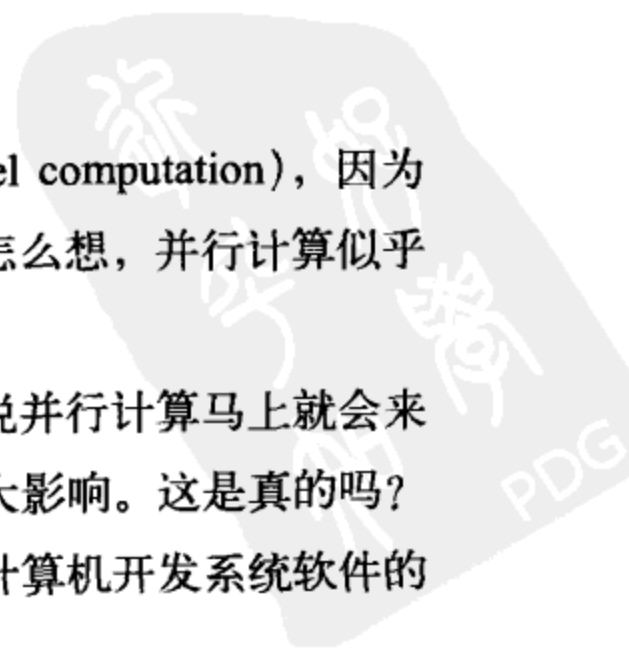 el computation)，因为
怎么想，并行计算似乎
说并行计算马上就会来
大影响。这是真的吗？
计算机开发系统软件的
PDG